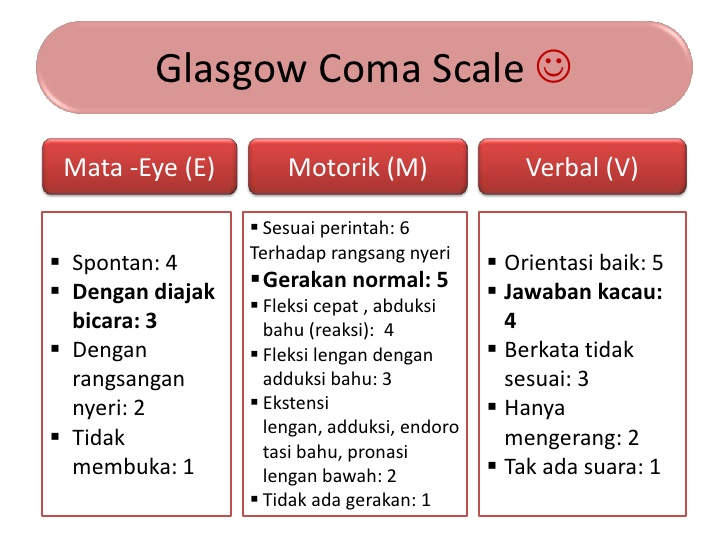 Glasgow Coma Scale ☺
Mata -Eye (E)
Motorik (M)
Verbal (V)
▪ Spontan: 4
▪ Dengan diajak
bicara: 3
▪ Dengan
rangsangan
nyeri: 2
▪ Tidak
membuka: 1
▪ Sesuai perintah: 6
Terhadap rangsang nyeri
▪ Gerakan normal: 5
▪ Fleksi cepat , abduksi
bahu (reaksi): 4
▪ Fleksi lengan dengan
adduksi bahu: 3
▪ Ekstensi
lengan, adduksi, endoro
tasi bahu, pronasi
lengan bawah: 2
▪ Tidak ada gerakan: 1
▪ Orientasi baik: 5
▪ Jawaban kacau:
4
▪ Berkata tidak
sesuai: 3
▪ Hanya
mengerang: 2
▪ Tak ada suara: 1